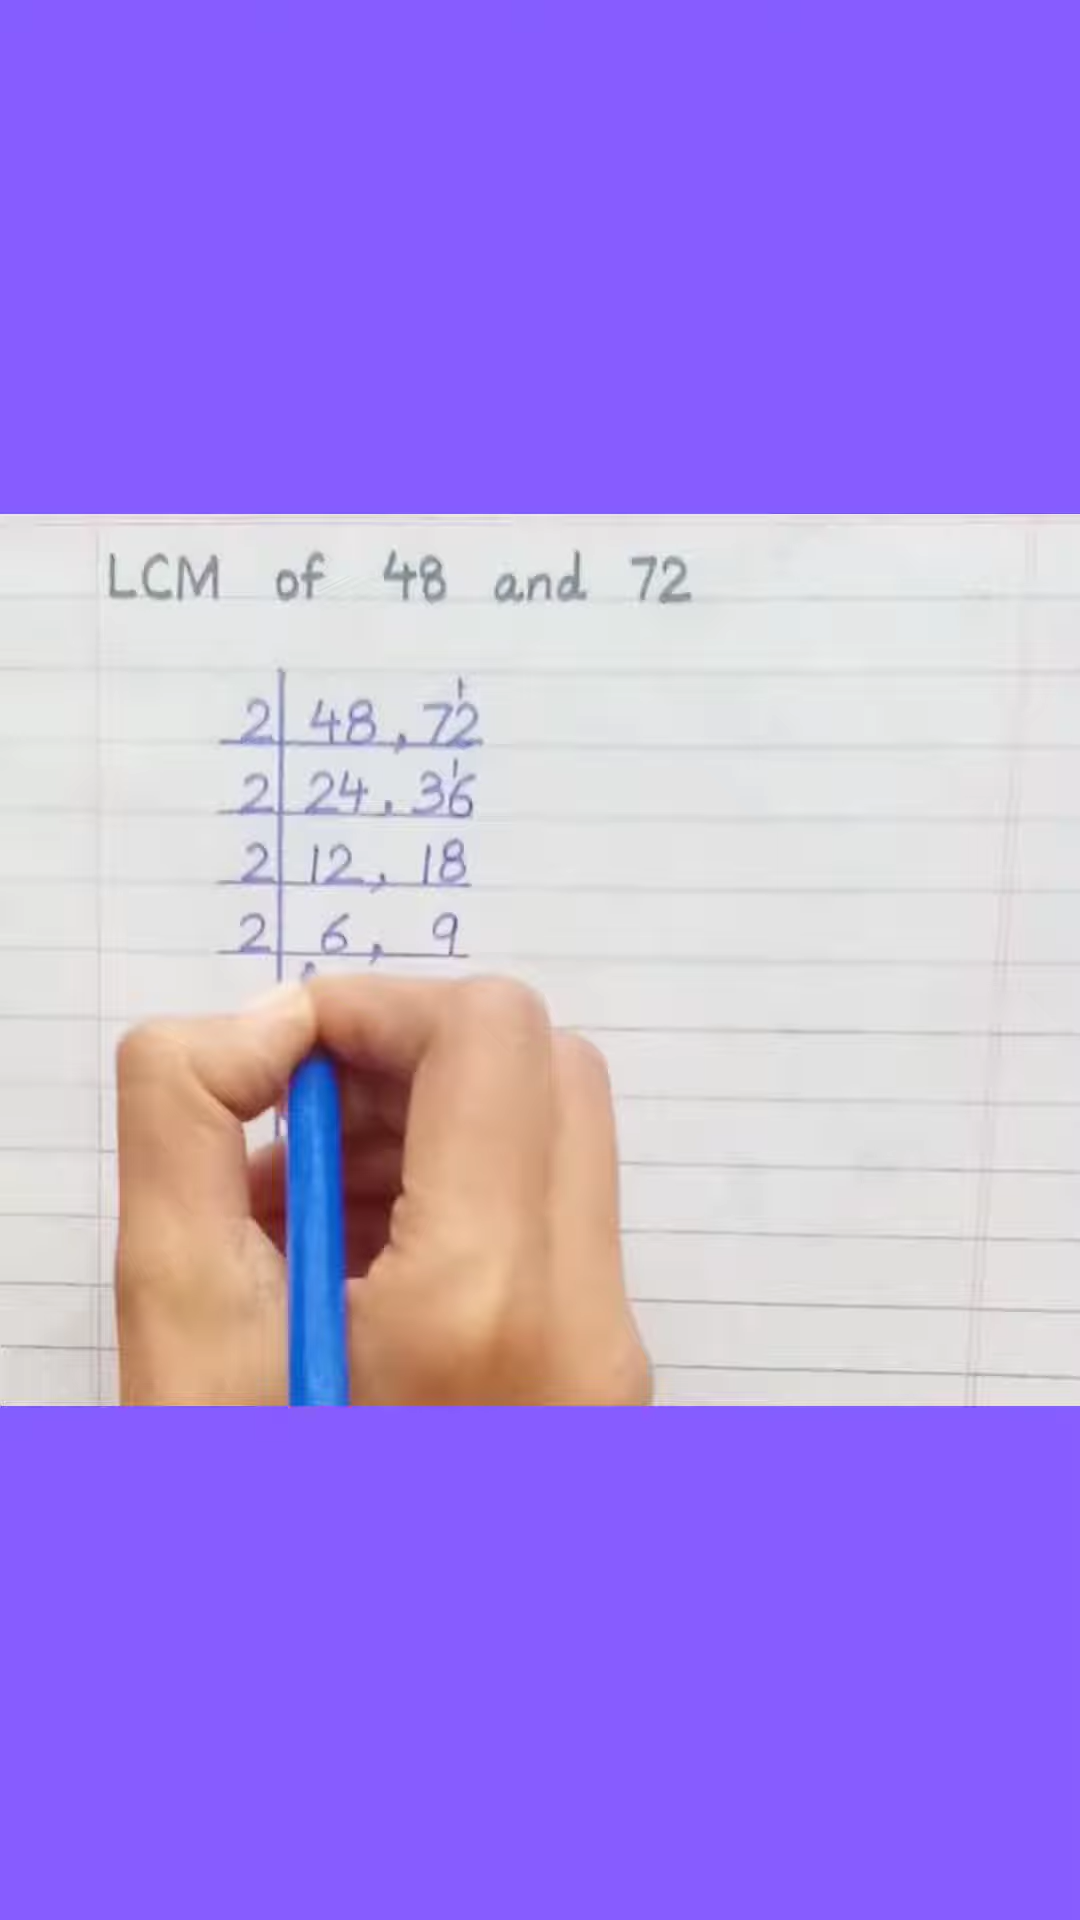 LCM of 48 and 72
2 | 48, 72
2 | 24, 36
2 | 12, 18
2 | 6, 9